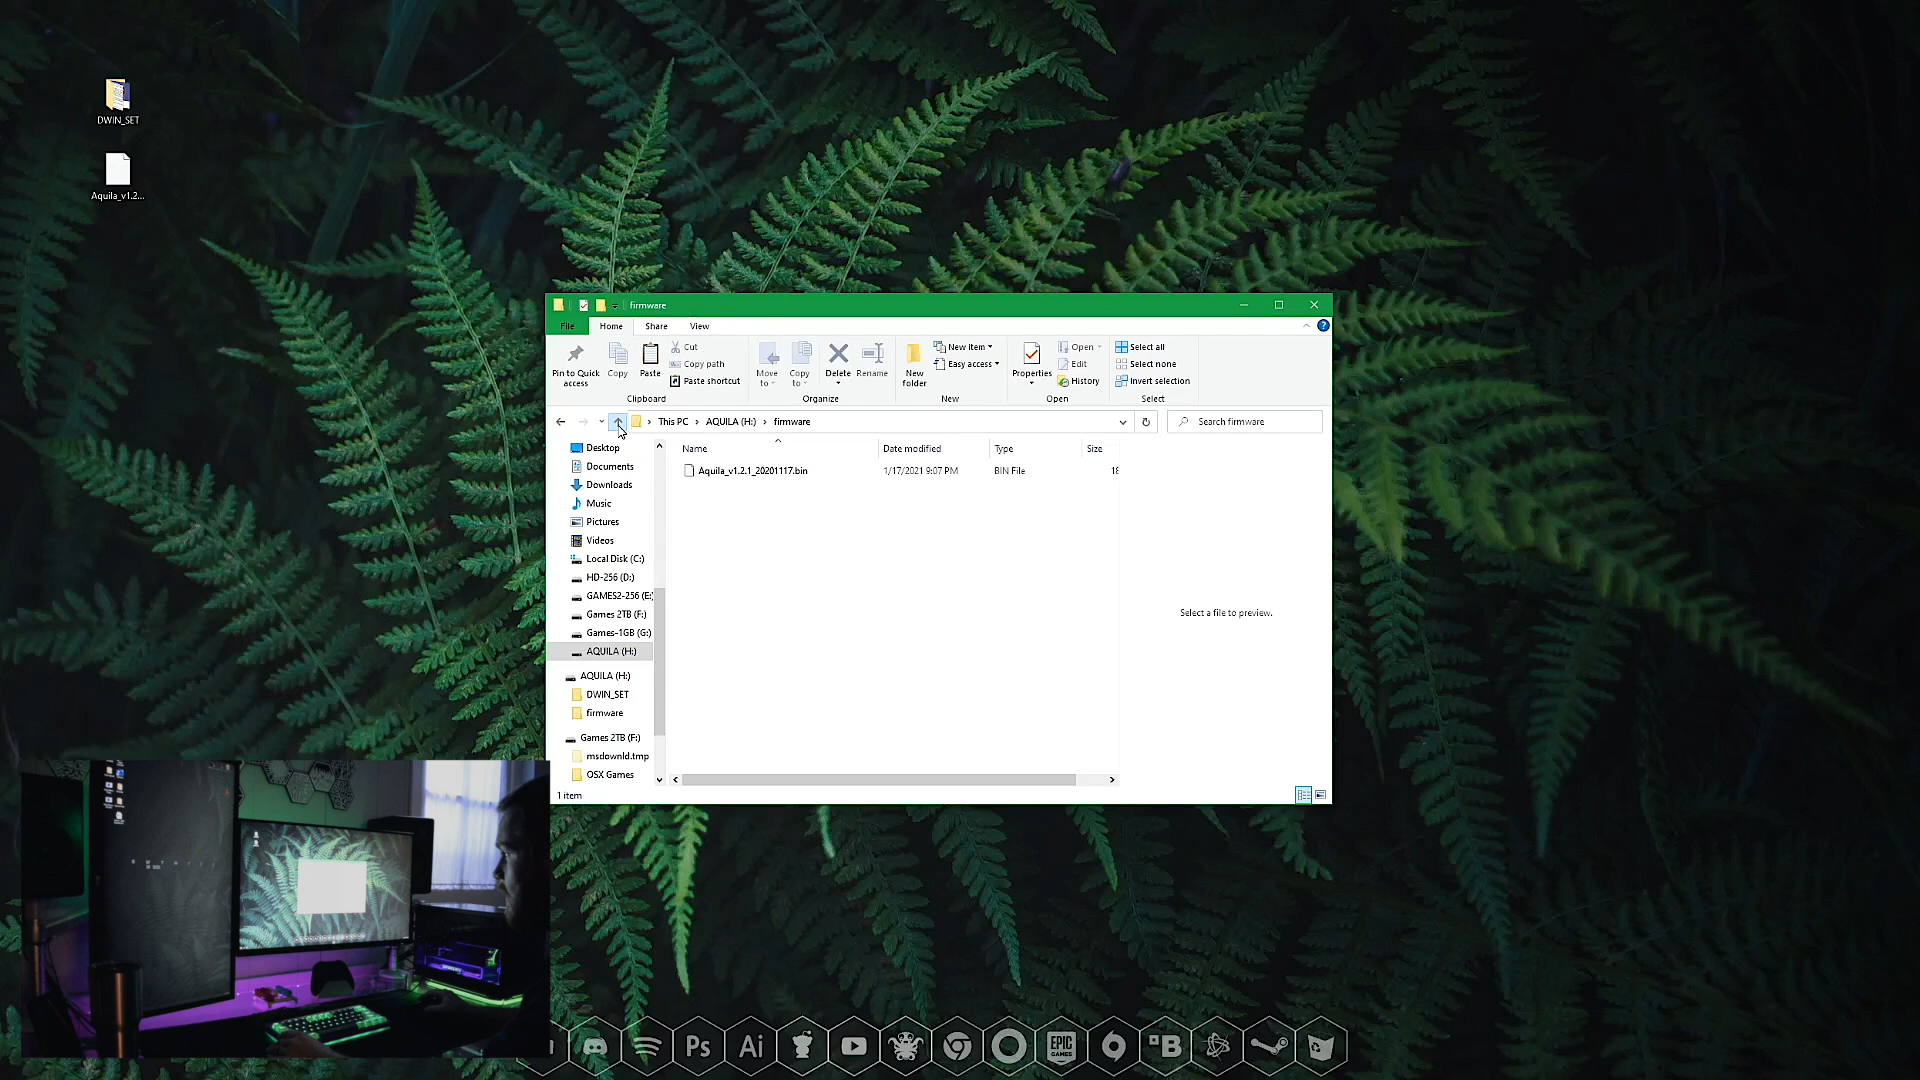 DWIN_SET
Aquila_v1.2...
firmware
File
Home
Share
View
Pin to Quick
access
Copy
Paste
Cut
Copy path
Paste shortcut
Clipboard
Move
to
Copy
to
Delete
Rename
Organize
New
folder
New item
Easy access
New
Properties
Open
Edit
History
Open
Select all
Select none
Invert selection
Select
This PC
AQUILA (H:)
firmware
Search firmware
Name
Date modified
Type
Size
Aquila_v1.2.1_20201117.bin
1/17/2021 9:07 PM
BIN File
18
Desktop
Documents
Downloads
Music
Pictures
Videos
Local Disk (C:)
HD-256 (D:)
GAMES2-256 (E:)
Games 2TB (F:)
Games-1GB (G:)
AQUILA (H:)
AQUILA (H:)
DWIN_SET
firmware
Games 2TB (F:)
msdownld.tmp
OSX Games
Select a file to preview.
1 item
Ps
Ai
EPIC
GAMES
B